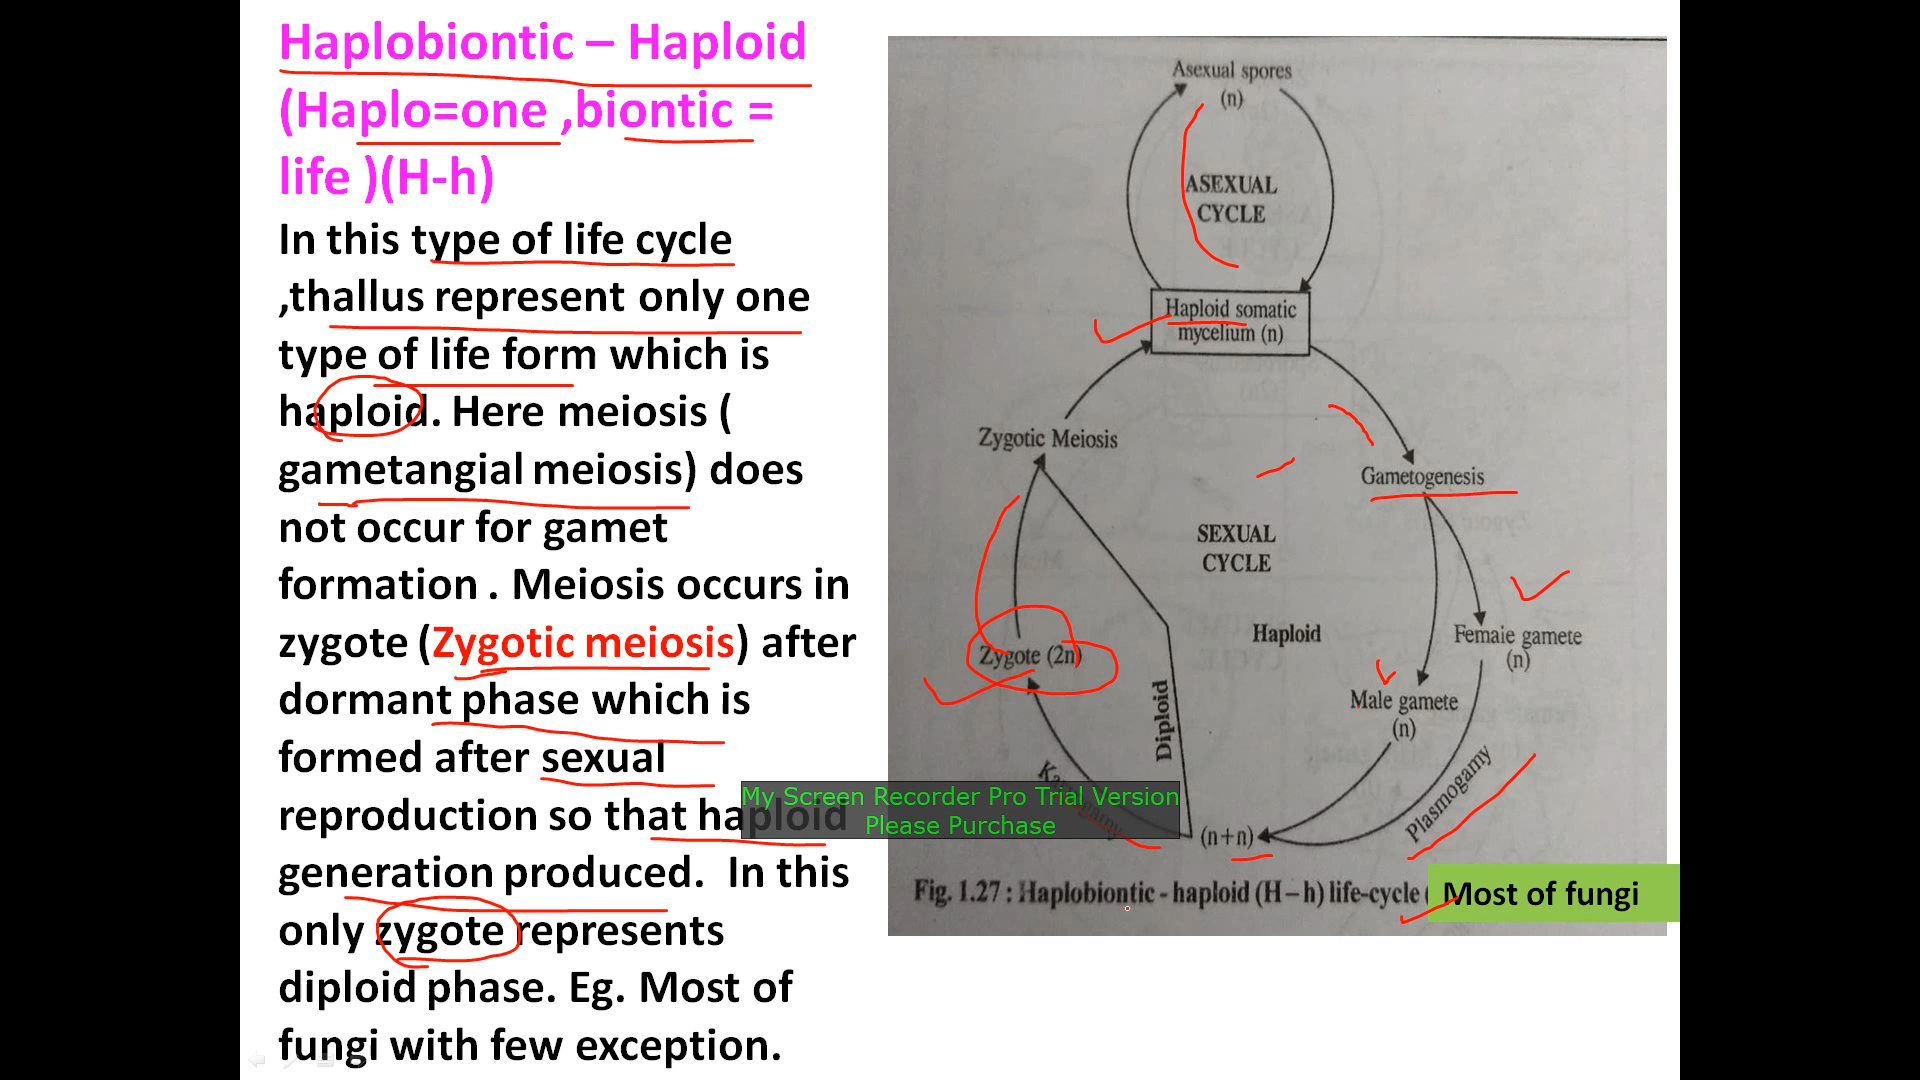 Haplobiontic – Haploid
(Haplo=one ,biontic =
life )(H-h)
In this type of life cycle
,thallus represent only one
type of life form which is
haploid. Here meiosis (
gametangial meiosis) does
not occur for gamet
formation . Meiosis occurs in
zygote (Zygotic meiosis) after
dormant phase which is
formed after sexual
reproduction so that haploid
generation produced.  In this
only zygote represents
diploid phase. Eg. Most of
fungi with few exception.
Asexual spores
(n)
ASEXUAL
CYCLE
Haploid somatic
mycelium (n)
Zygotic Meiosis
Gametogenesis
SEXUAL
CYCLE
Haploid
Female gamete
(n)
Zygote (2n)
Male gamete
(n)
Diploid
Plasmogamy
(n+n)
My Screen Recorder Pro Trial Version
Please Purchase
Fig. 1.27 : Haplobiontic - haploid (H – h) life-cycle (
Most of fungi